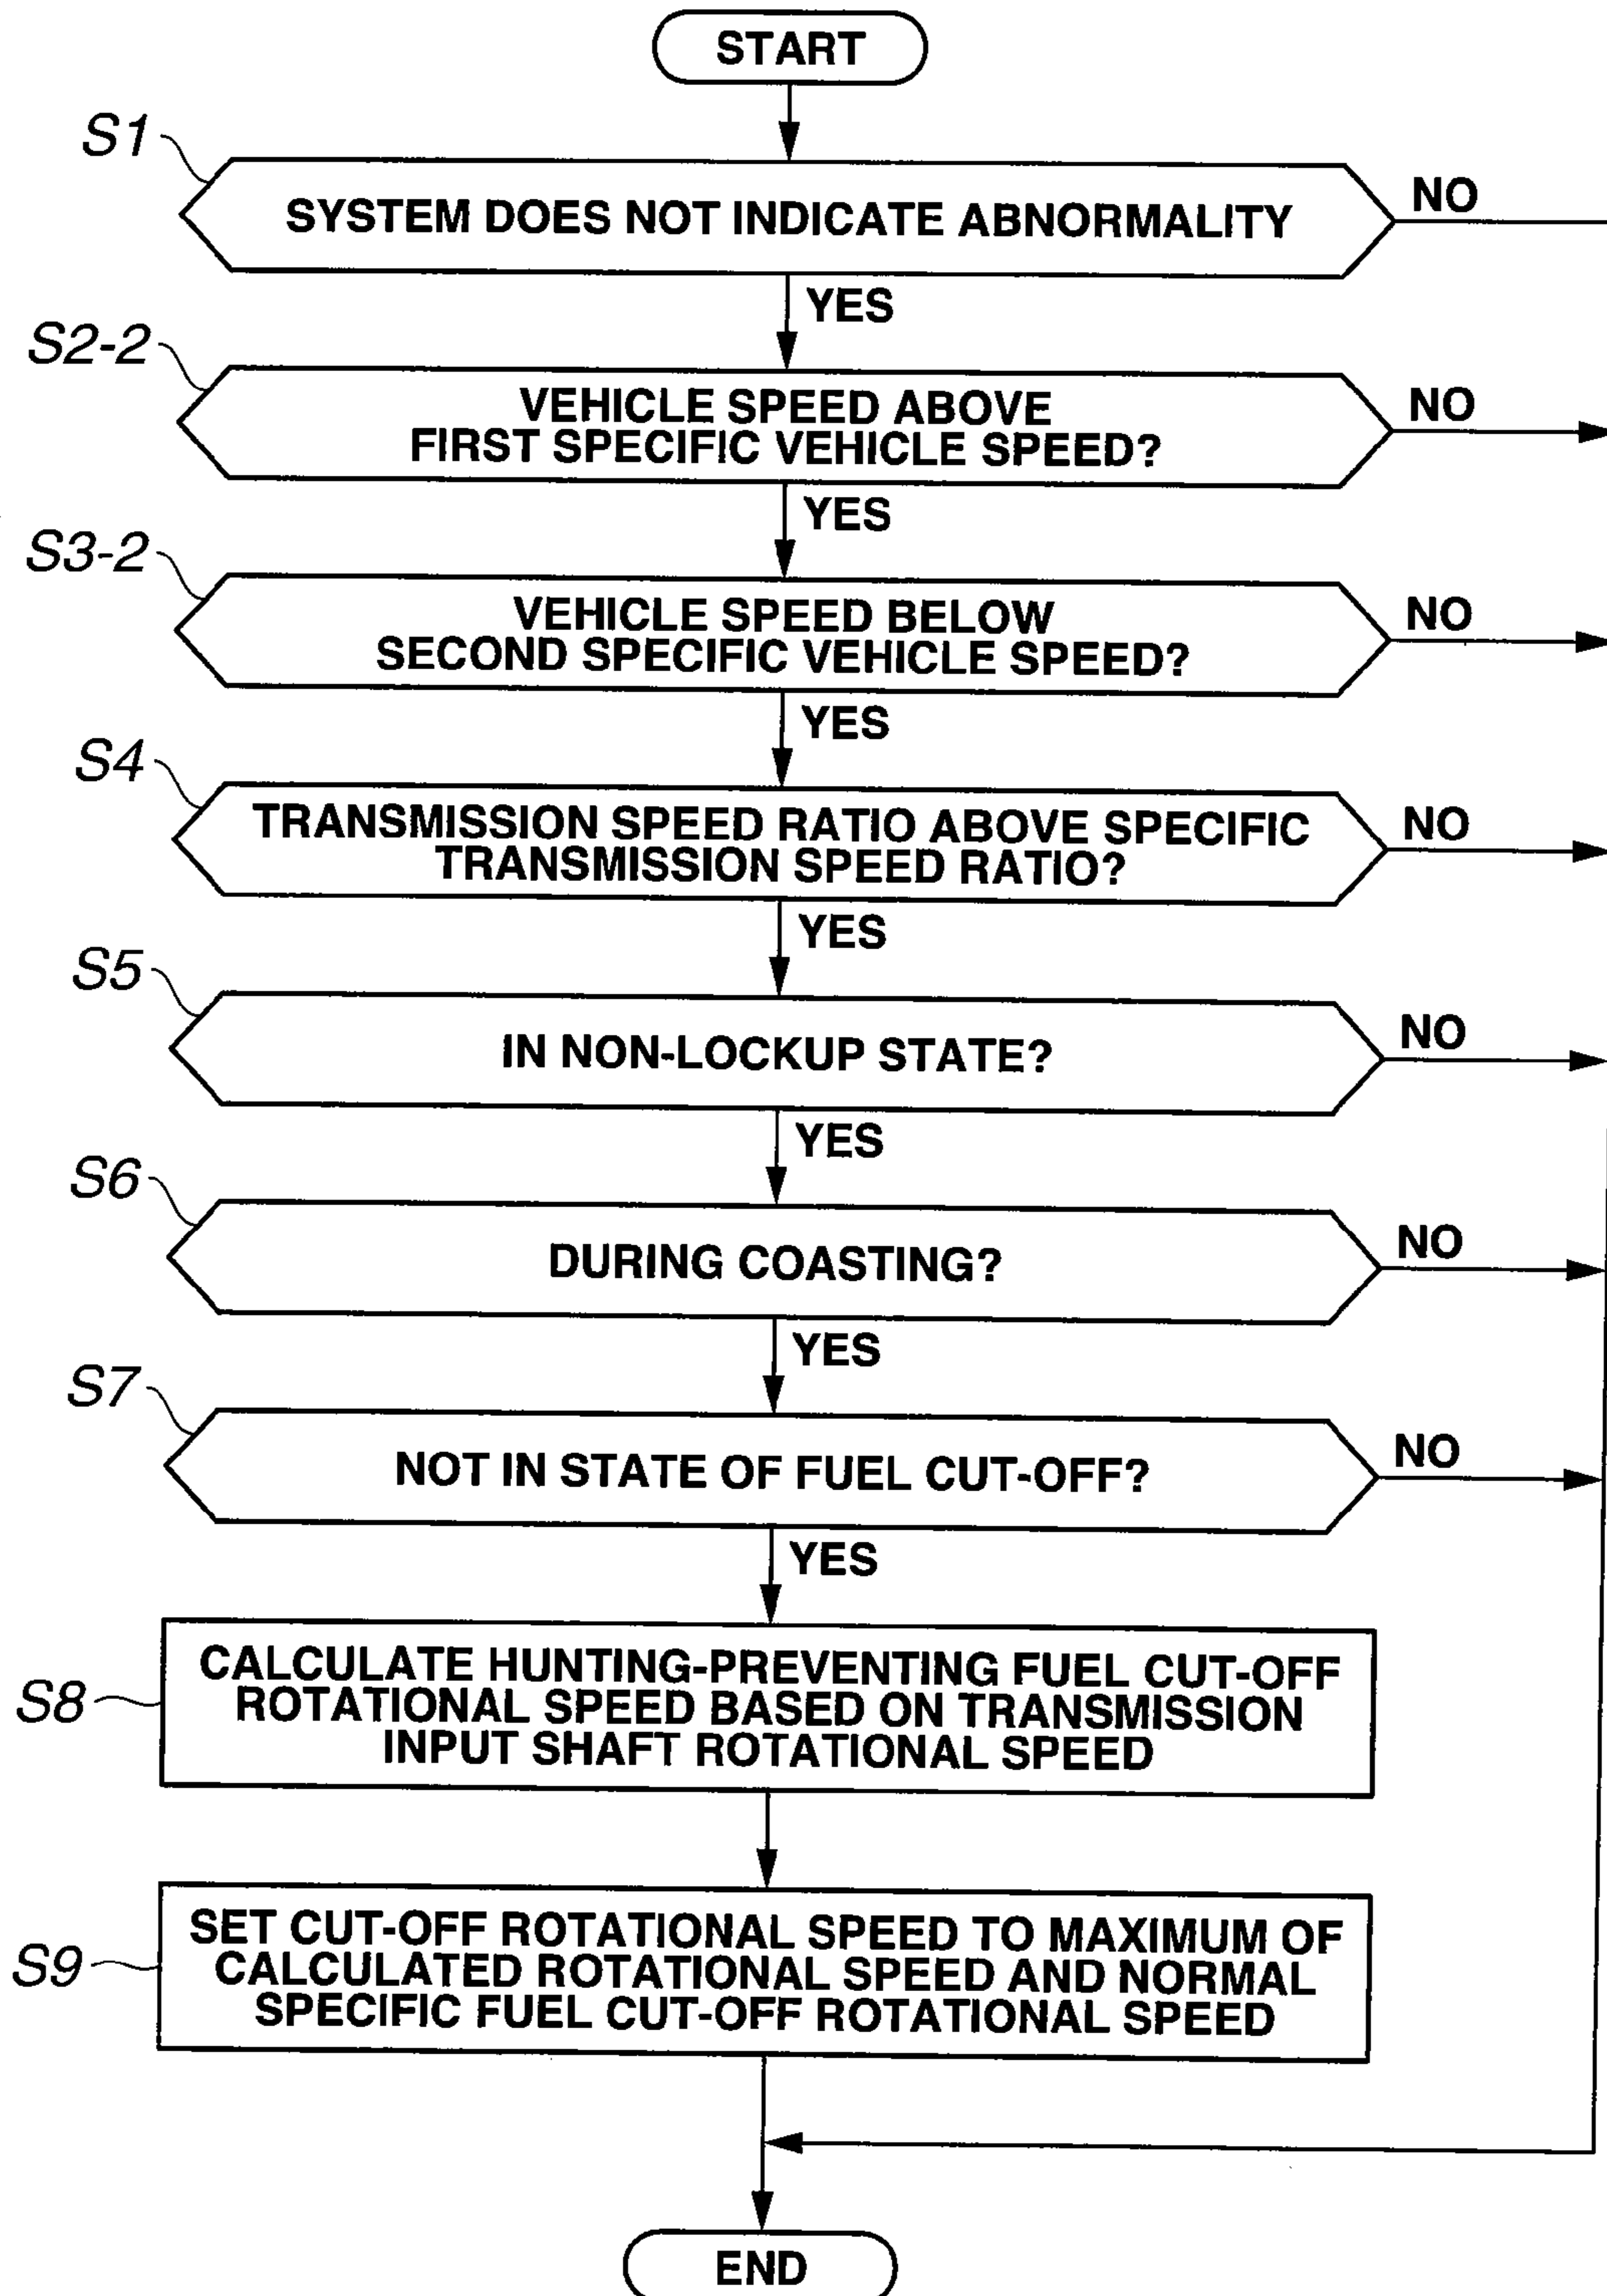 START
S1
SYSTEM DOES NOT INDICATE ABNORMALITY
NO
YES
S2-2
VEHICLE SPEED ABOVE
FIRST SPECIFIC VEHICLE SPEED?
NO
YES
S3-2
VEHICLE SPEED BELOW
SECOND SPECIFIC VEHICLE SPEED?
NO
YES
S4
TRANSMISSION SPEED RATIO ABOVE SPECIFIC
TRANSMISSION SPEED RATIO?
NO
YES
S5
IN NON-LOCKUP STATE?
NO
YES
S6
DURING COASTING?
NO
YES
S7
NOT IN STATE OF FUEL CUT-OFF?
NO
YES
S8
CALCULATE HUNTING-PREVENTING FUEL CUT-OFF
ROTATIONAL SPEED BASED ON TRANSMISSION
INPUT SHAFT ROTATIONAL SPEED
S9
SET CUT-OFF ROTATIONAL SPEED TO MAXIMUM OF
CALCULATED ROTATIONAL SPEED AND NORMAL
SPECIFIC FUEL CUT-OFF ROTATIONAL SPEED
END